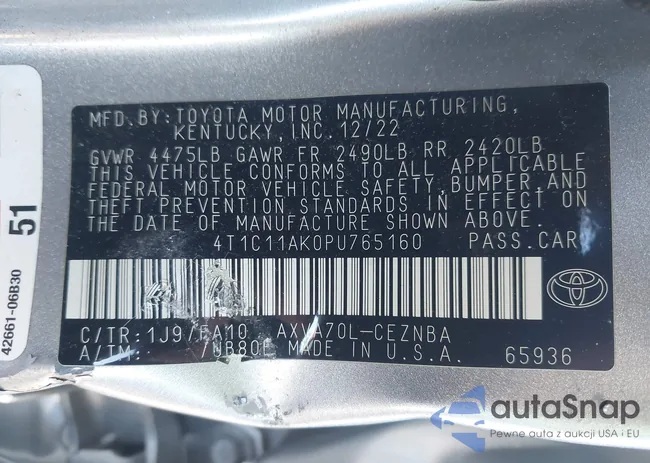 MFD.BY:TOYOTA MOTOR MANUFACTURING,
KENTUCKY,INC.12/22
GVWR 4475LB GAWR FR 2490LB RR 2420LB
THIS VEHICLE CONFORMS TO ALL APPLICABLE
FEDERAL MOTOR VEHICLE SAFETY,BUMPER,AND
THEFT PREVENTION STANDARDS IN EFFECT ON
THE DATE OF MANUFACTURE SHOWN ABOVE.
4T1C11AK0PU765160 PASS.CAR
C/TR:1J9/FA10 AXVA70L-CEZNBA
A/TM: /UB80E MADE IN U.S.A. 65936
51
42661-06B30
autaSnap
Pewne auta z aukcji USA i EU